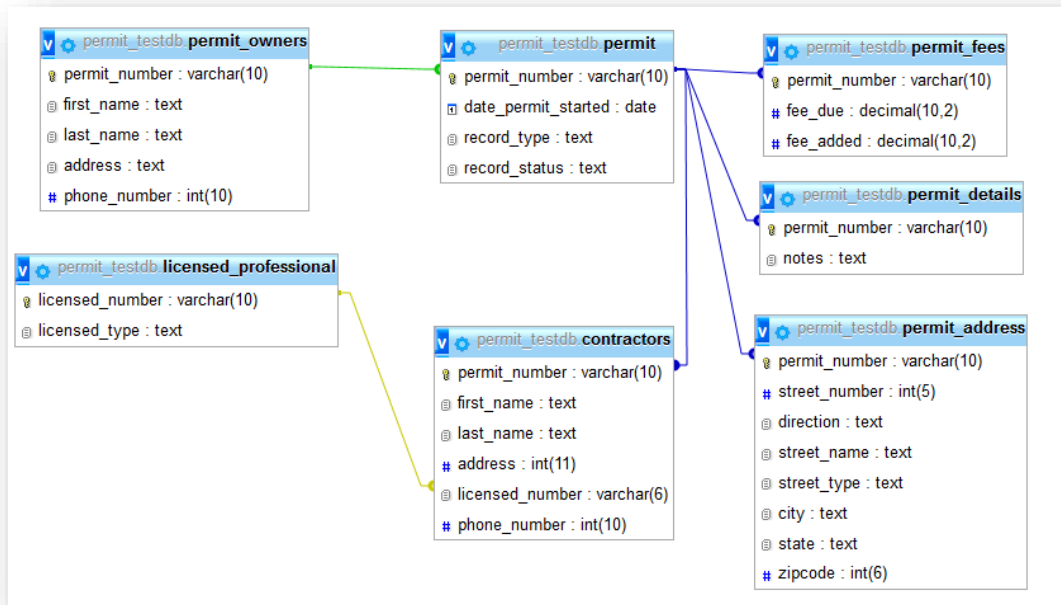 permit_testdb.permit_owners
permit_number : varchar(10)
first_name : text
last_name : text
address : text
phone_number : int(10)
permit_testdb.permit
permit_number : varchar(10)
date_permit_started : date
record_type : text
record_status : text
permit_testdb.permit_fees
permit_number : varchar(10)
fee_due : decimal(10,2)
fee_added : decimal(10,2)
permit_testdb.permit_details
permit_number : varchar(10)
notes : text
permit_testdb.licensed_professional
licensed_number : varchar(10)
licensed_type : text
permit_testdb.contractors
permit_number : varchar(10)
first_name : text
last_name : text
address : int(11)
licensed_number : varchar(6)
phone_number : int(10)
permit_testdb.permit_address
permit_number : varchar(10)
street_number : int(5)
direction : text
street_name : text
street_type : text
city : text
state : text
zipcode : int(6)